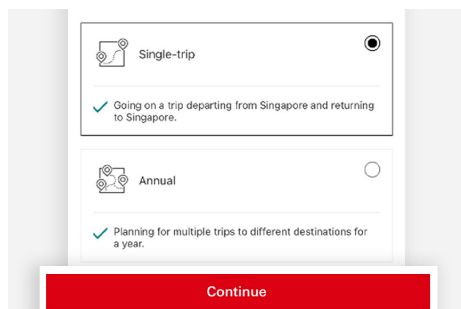 Single-trip
Going on a trip departing from Singapore and returning
to Singapore.
Annual
Planning for multiple trips to different destinations for
a year.
Continue